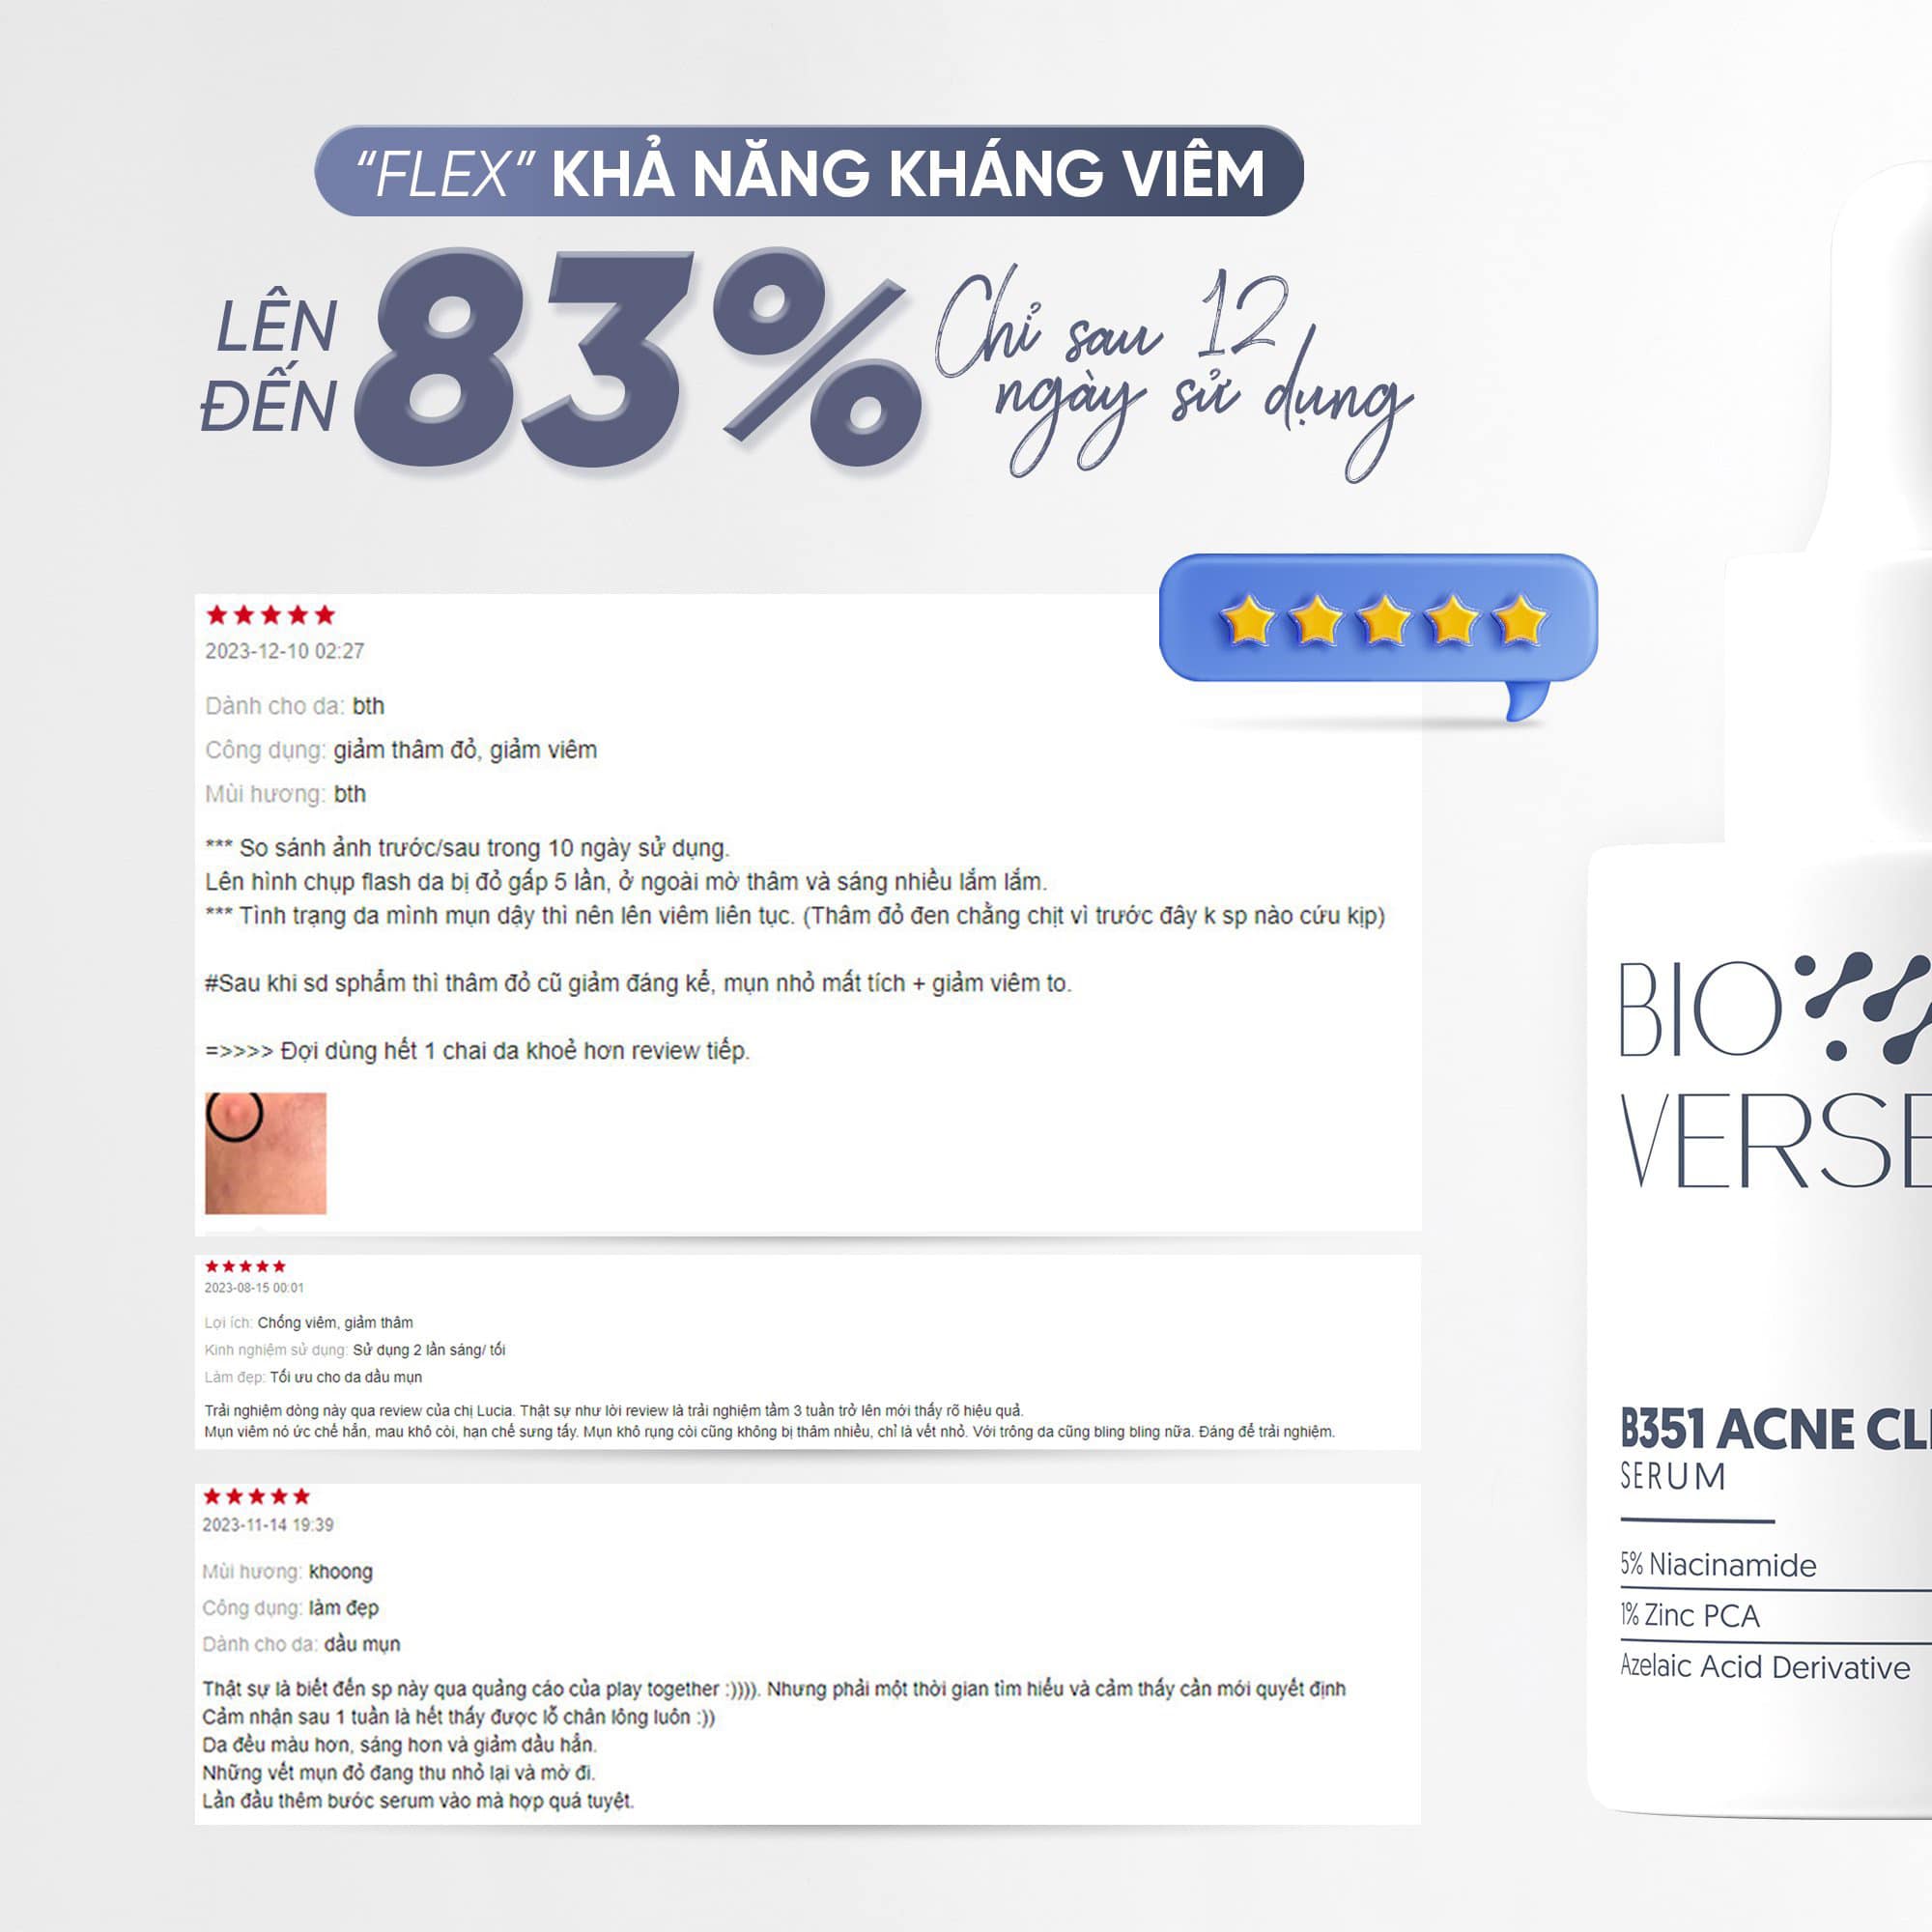 “FLEX” KHẢ NĂNG KHÁNG VIÊM
LÊN
ĐẾN
83%
Chỉ sau 12
ngày sử dụng
2023-12-10 02:27
Dành cho da: bth
Công dụng: giảm thâm đỏ, giảm viêm
Mùi hương: bth
*** So sánh ảnh trước/sau trong 10 ngày sử dụng.
Lên hình chụp flash da bị đỏ gấp 5 lần, ở ngoài mờ thâm và sáng nhiều lắm lắm.
*** Tình trạng da mình mụn dậy thì nên lên viêm liên tục. (Thâm đỏ đen chằng chịt vì trước đây k sp nào cứu kịp)
#Sau khi sd sphẩm thì thâm đỏ cũ giảm đáng kể, mụn nhỏ mất tích + giảm viêm to.
=>>>> Đợi dùng hết 1 chai da khoẻ hơn review tiếp.
2023-08-15 00:01
Lợi ích: Chống viêm, giảm thâm
Kinh nghiệm sử dụng: Sử dụng 2 lần sáng/ tối
Làm đẹp: Tối ưu cho da dầu mụn
Trải nghiệm dòng này qua review của chị Lucia. Thật sự như lời review là trải nghiệm tầm 3 tuần trở lên mới thấy rõ hiệu quả.
Mụn viêm nó ức chế hẳn, mau khô còi, hạn chế sưng tấy. Mụn khô rụng còi cũng không bị thâm nhiều, chỉ là vết nhỏ. Với trông da cũng bling bling nữa. Đáng để trải nghiệm.
2023-11-14 19:39
Mùi hương: khoong
Công dụng: làm đẹp
Dành cho da: dầu mụn
Thật sự là biết đến sp này qua quảng cáo của play together :)))). Nhưng phải một thời gian tìm hiểu và cảm thấy cần mới quyết định
Cảm nhận sau 1 tuần là hết thấy được lỗ chân lông luôn :))
Da đều màu hơn, sáng hơn và giảm dầu hẳn.
Những vết mụn đỏ đang thu nhỏ lại và mờ đi.
Lần đầu thêm bước serum vào mà hợp quá tuyệt.
BIO
VERSE
B351 ACNE CL
SERUM
5% Niacinamide
1% Zinc PCA
Azelaic Acid Derivative